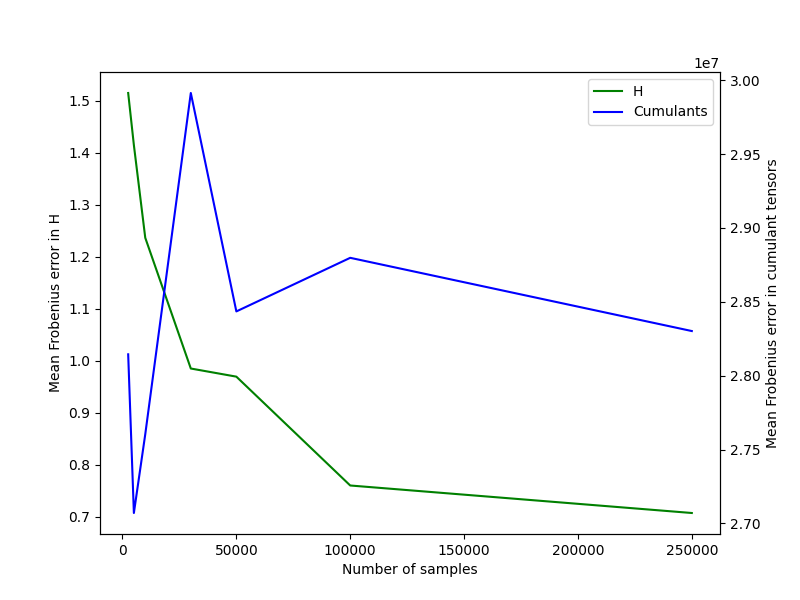 1e7
H
Cumulants
1.5
1.4
1.3
1.2
1.1
1.0
0.9
0.8
0.7
Mean Frobenius error in H
3.00
2.95
2.90
2.85
2.80
2.75
2.70
Mean Frobenius error in cumulant tensors
0 50000 100000 150000 200000 250000
Number of samples